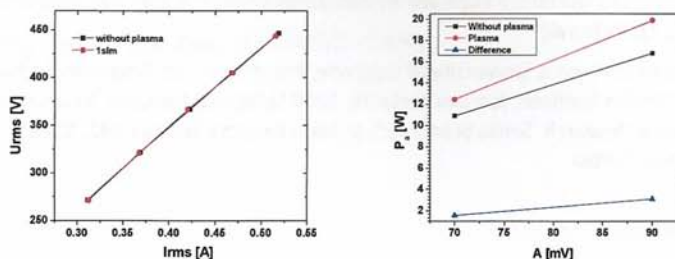 without plasma
1slm
Urms [V]
450
400
350
300
250
0.30 0.35 0.40 0.45 0.50 0.55
Irms [A]
Without plasma
Plasma
Difference
Pa [W]
20
18
16
14
12
10
8
6
4
2
70 75 80 85 90
A [mV]